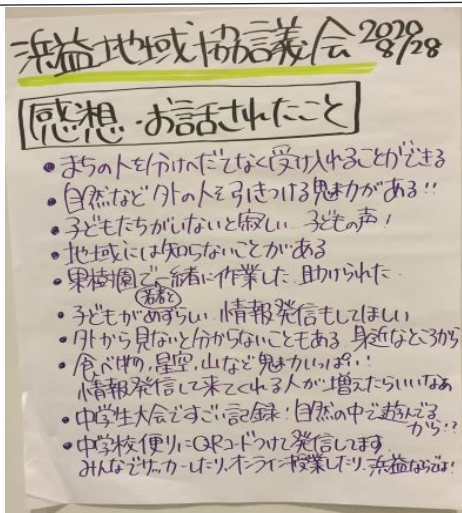 浜益地域協議会 2020 8/28
感想・お話されたこと
• まちの人を分けへだてなく受け入れることができる
• 自然など外の人を引きつける魅力がある!!
• 子どもたちがいないと寂しい 子どもの声!
• 地域には知らないことがある
• 果樹園で一緒に作業した. 助けられた.
若者と
• 子どもがめずらしい. 情報発信もしてほしい
• 外から見ないと分からないこともある. 身近なところから
• 食べ物, 星空, 山など魅力いっぱい!
情報発信して来てくれる人が増えたらいいなあ
• 中学生大会ですごい記録! 自然の中で遊んでる
から!?
• 中学校便りにQRコードつけて発信してます
みんなでサッカーしたり, オンライン授業したり, 浜益ならでは!